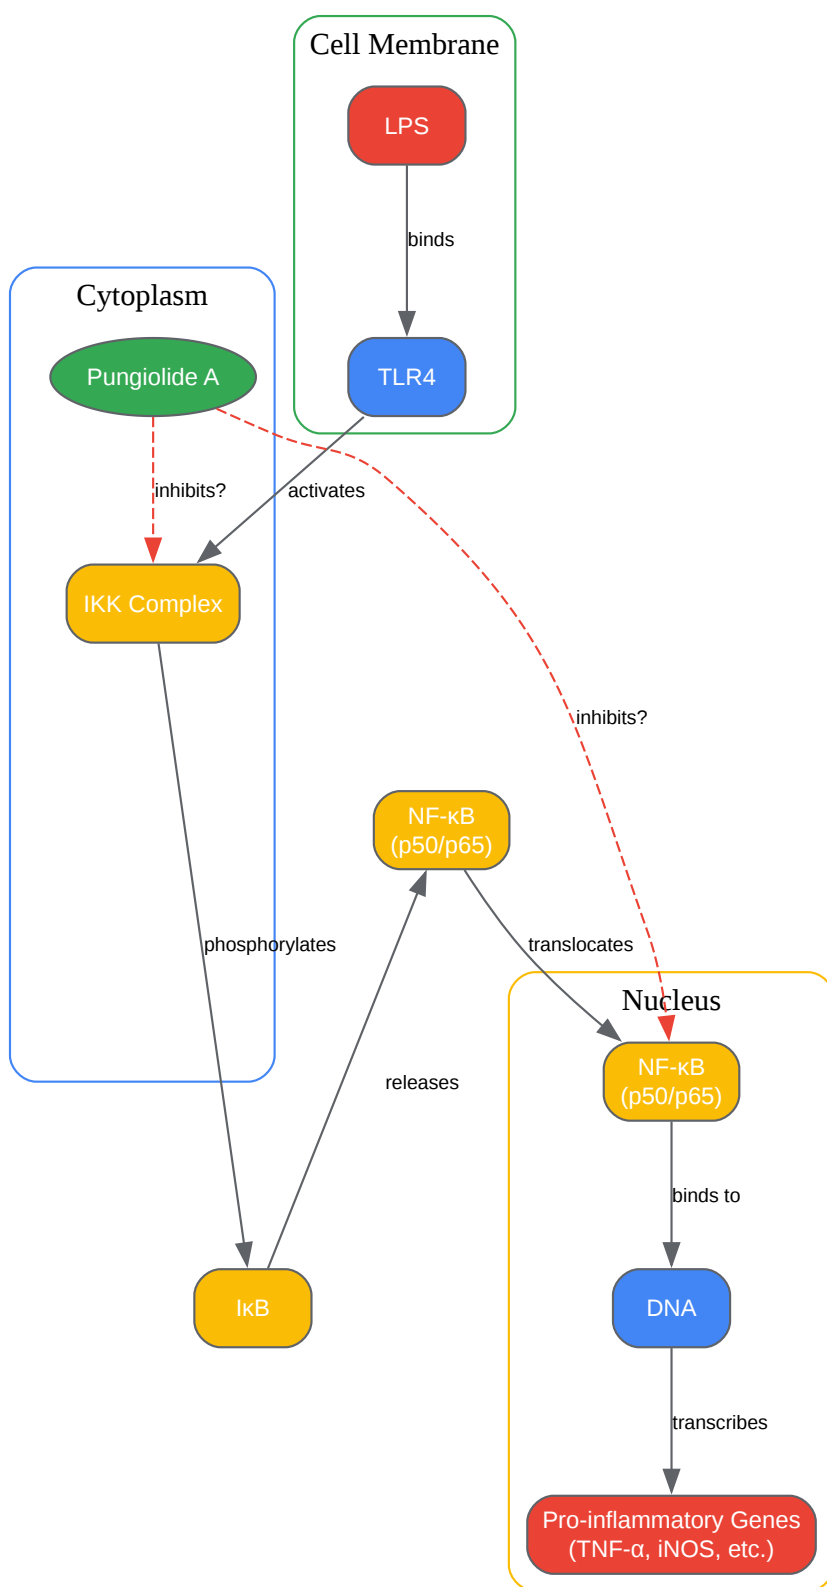 Cell Membrane
LPS
binds
Cytoplasm
Pungiolide A
TLR4
inhibits?
activates
IKK Complex
inhibits?
NF-κB
(p50/p65)
phosphorylates
translocates
Nucleus
NF-κB
(p50/p65)
releases
binds to
IκB
DNA
transcribes
Pro-inflammatory Genes
(TNF-α, iNOS, etc.)